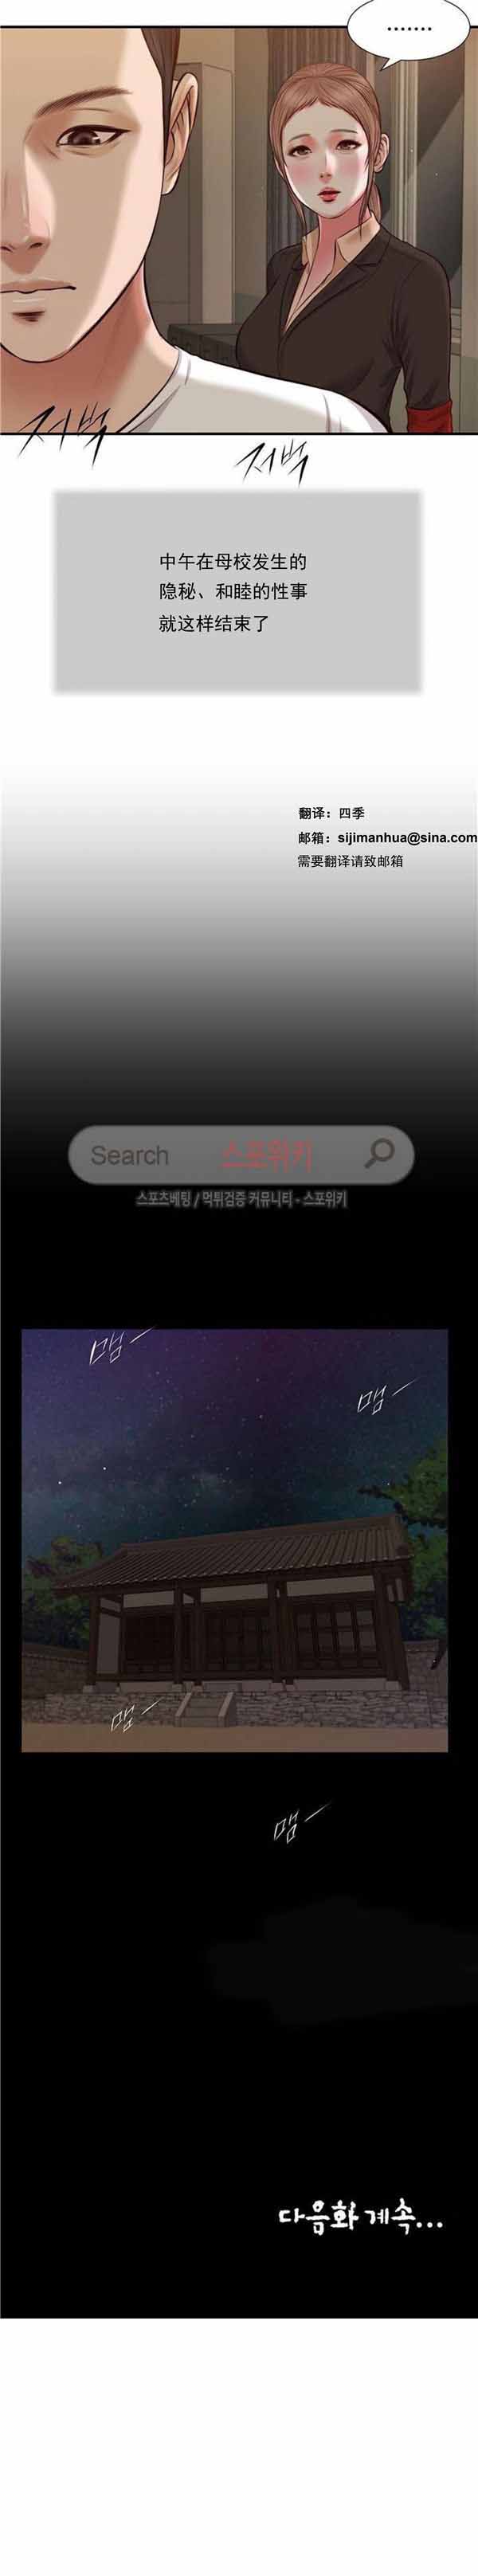 .......
저벅
저벅
中午在母校发生的
隐秘、和睦的性事
就这样结束了
翻译：四季
邮箱：sijimanhua@sina.com
需要翻译请致邮箱
Search 스포위키
스포츠베팅 / 먹튀검증 커뮤니티 - 스포위키
맴
맴
맴
맴
다음화 계속...